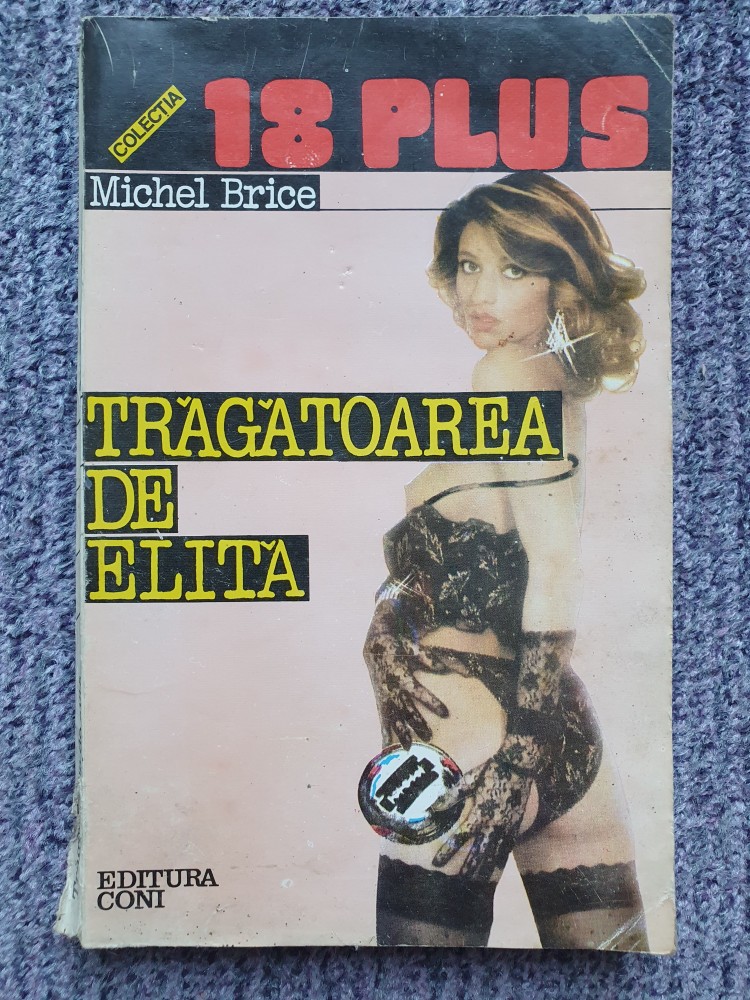 COLECȚIA
18 PLUS
Michel Brice
TRĂGĂTOAREA
DE
ELITĂ
EDITURA
CONI